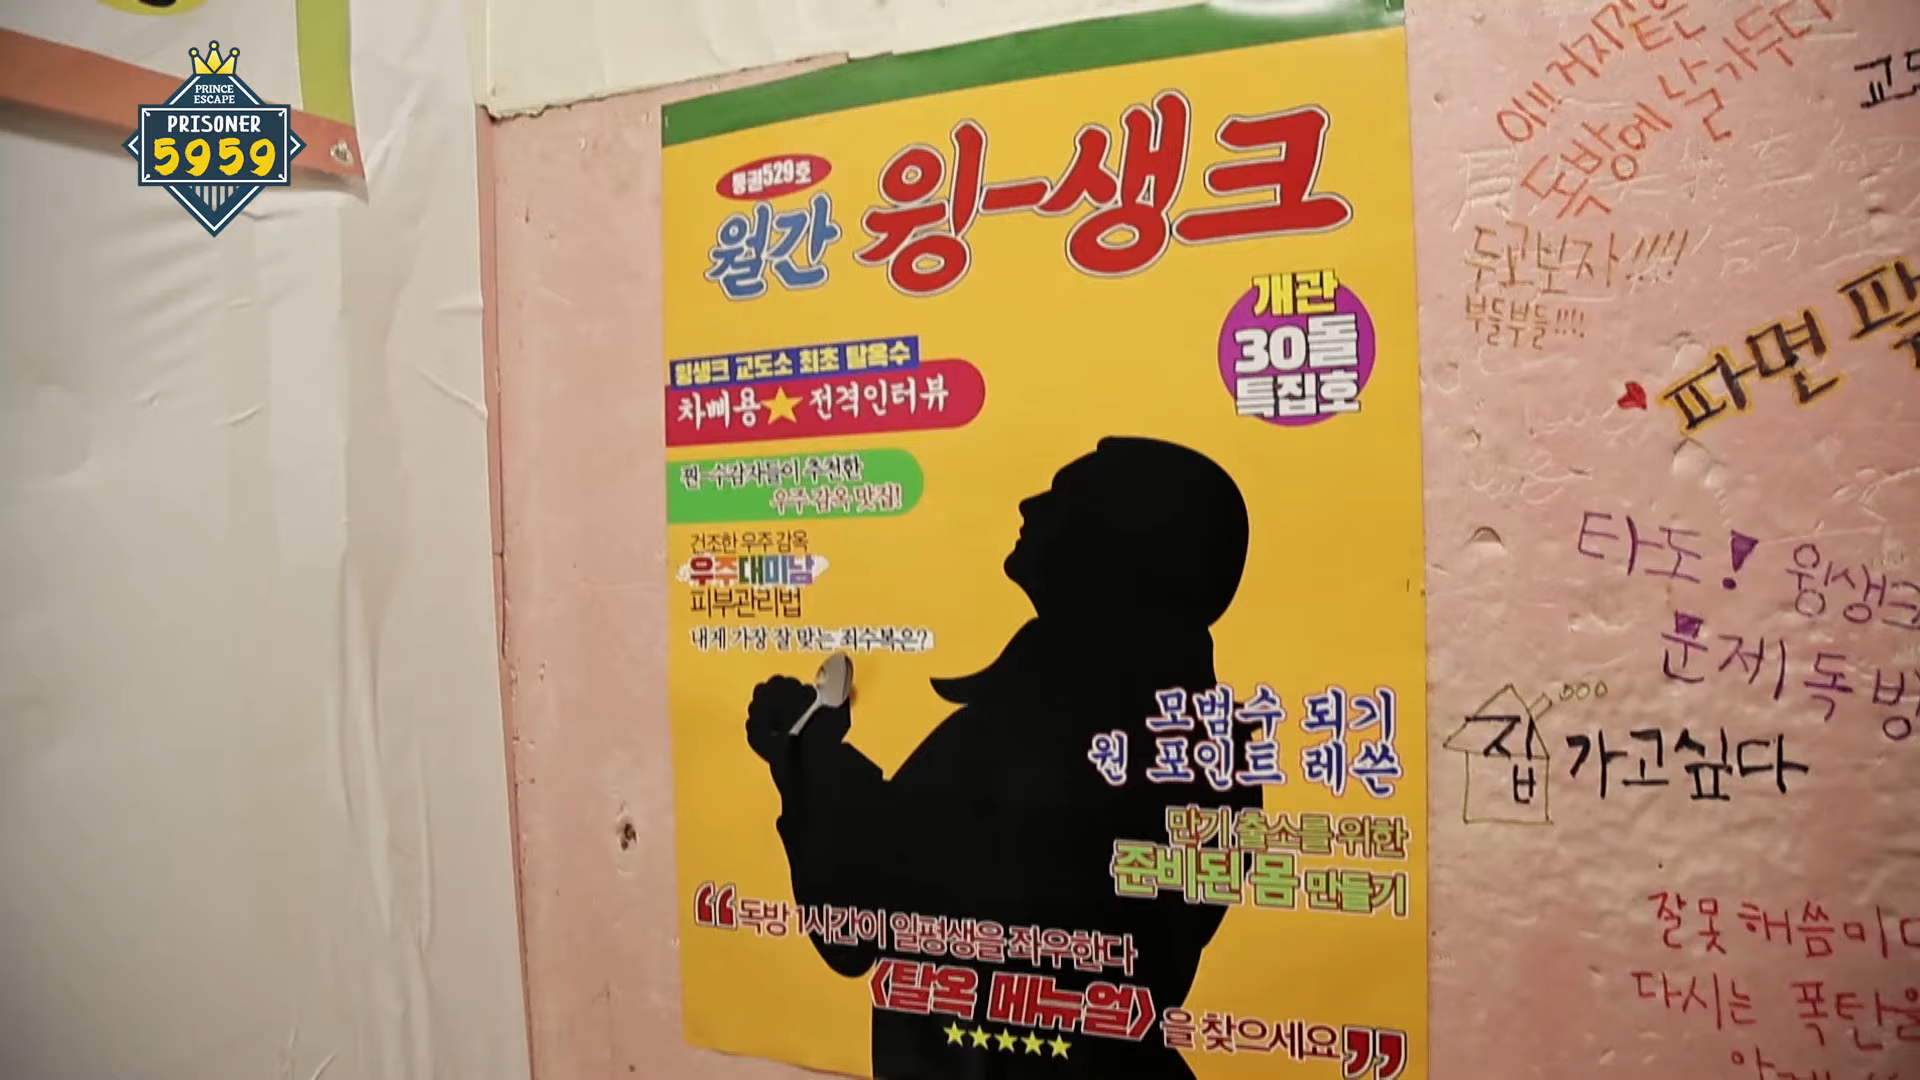 PRINCE
ESCAPE
PRISONER
5959
통권529호
월간 윙-생크
개관
30돌
특집호
윙생크 교도소 최초 탈옥수
차삐용★전격인터뷰
찐-수감자들이 추천한
우주 감옥 맛집!
건조한 우주 감옥
우주대미남
피부관리법
내게 가장 잘 맞는 죄수복은?
모범수 되기
원 포인트 레쓴
만기 출소를 위한
준비된 몸 만들기
“독방 1시간이 일평생을 좌우한다
<탈옥 메뉴얼>을 찾으세요”
★★★★★
이!! 거지같은
독방에 날 가두다
두고보자!!!!
부들부들!!!!
교도
파면
타도! 윙생크
문제 독방
집 가고싶다
잘못해씀미다
다시는 폭탄을